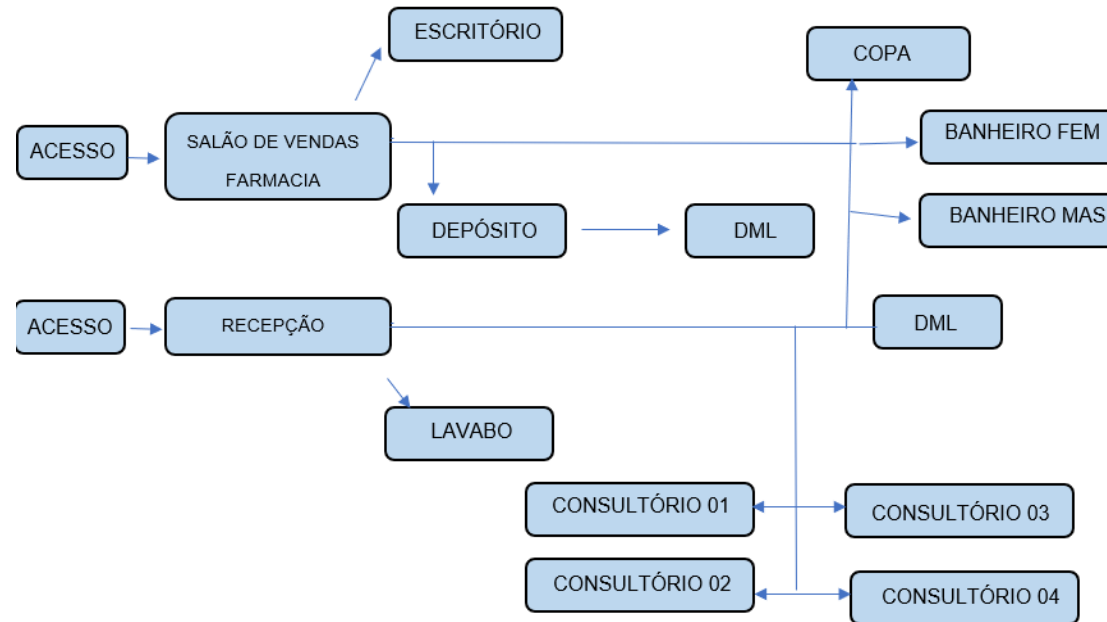 ESCRITÓRIO
COPA
ACESSO
SALÃO DE VENDAS
FARMACIA
BANHEIRO FEM
DEPÓSITO
DML
BANHEIRO MAS
ACESSO
RECEPÇÃO
DML
LAVABO
CONSULTÓRIO 01
CONSULTÓRIO 03
CONSULTÓRIO 02
CONSULTÓRIO 04